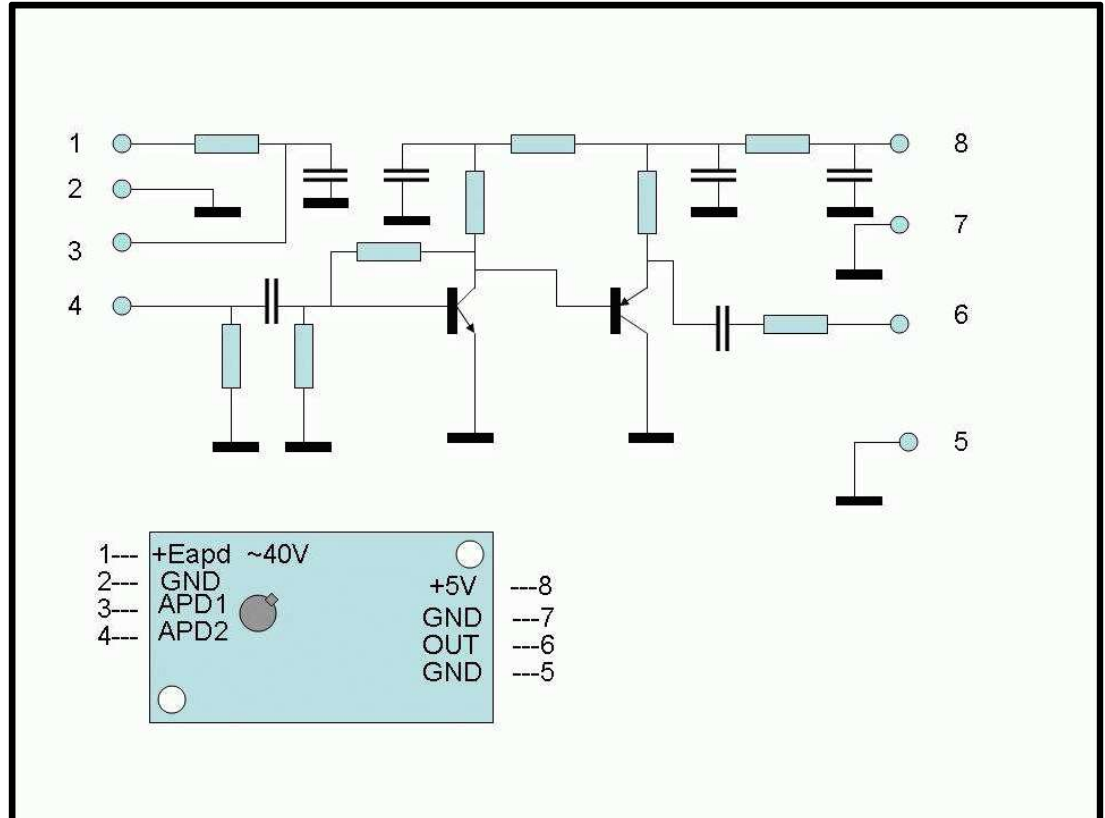 1
2
3
4
8
7
6
5
1--- +Eapd ~40V
2--- GND
3--- APD1
4--- APD2
+5V ---8
GND ---7
OUT ---6
GND ---5